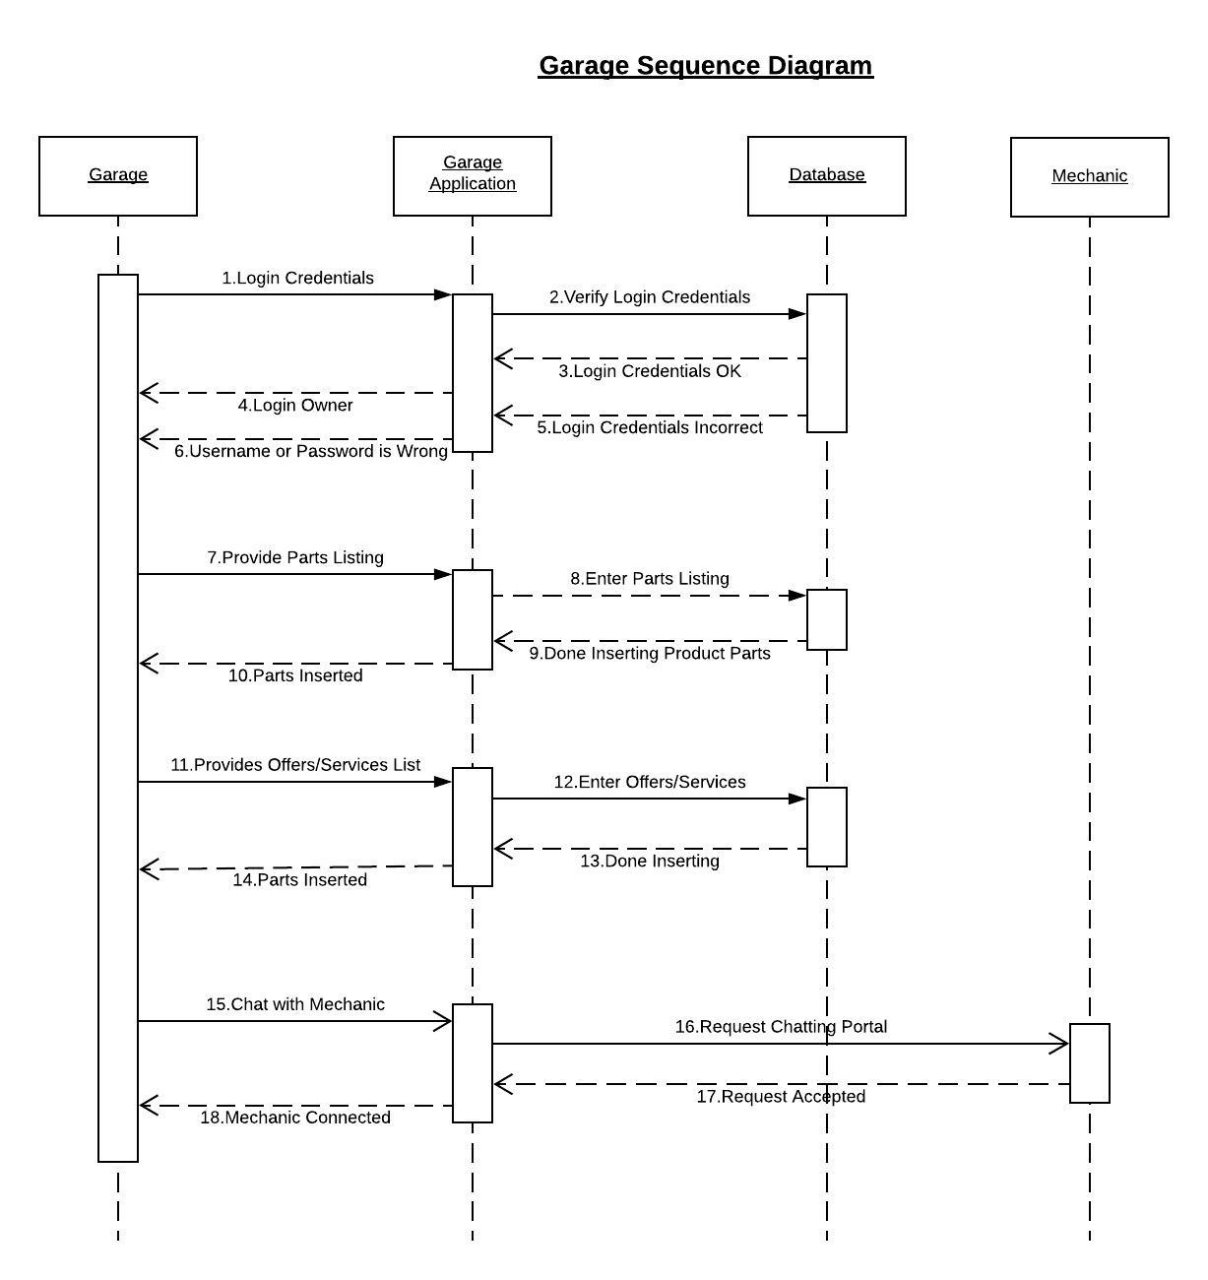 Garage Sequence Diagram
Garage
Garage
Application
Database
Mechanic
1.Login Credentials
2.Verify Login Credentials
3.Login Credentials OK
4.Login Owner
5.Login Credentials Incorrect
6.Username or Password is Wrong
7.Provide Parts Listing
8.Enter Parts Listing
9.Done Inserting Product Parts
10.Parts Inserted
11.Provides Offers/Services List
12.Enter Offers/Services
13.Done Inserting
14.Parts Inserted
15.Chat with Mechanic
16.Request Chatting Portal
17.Request Accepted
18.Mechanic Connected